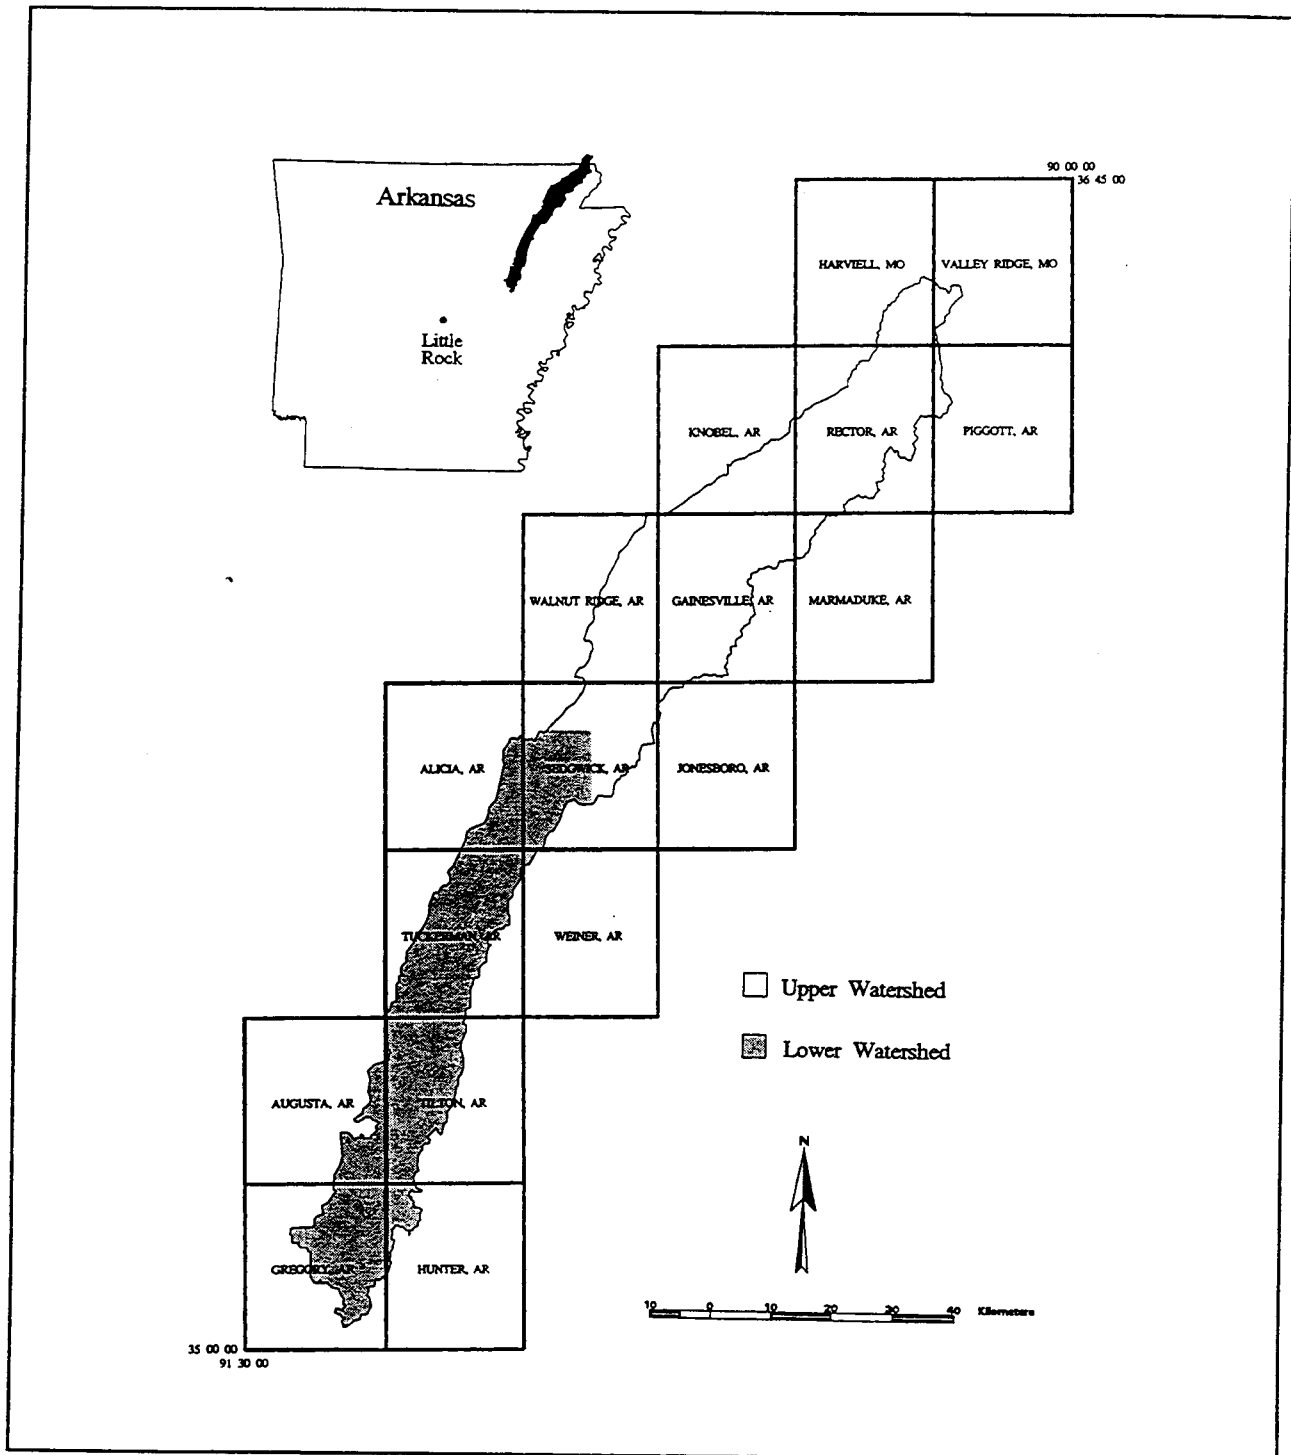 Arkansas
Little
Rock
90 00 00
36 45 00
HARVIELL, MO
VALLEY RIDGE, MO
KNOBEL, AR
RECTOR, AR
PIGGOTT, AR
WALNUT RIDGE, AR
GAINESVILLE, AR
MARMADUKE, AR
ALICIA, AR
SEDGWICK, AR
JONESBORO, AR
TUCKERMAN, AR
WEINER, AR
Upper Watershed
Lower Watershed
AUGUSTA, AR
TILTON, AR
N
GREGORY, AR
HUNTER, AR
10 0 10 20 30 40 Kilometers
35 00 00
91 30 00